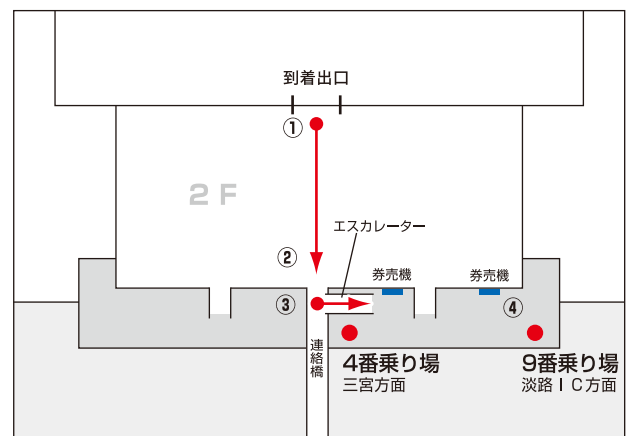 到着出口
①
2F
エスカレーター
②
券売機
券売機
③
④
連絡橋
4番乗り場
三宮方面
9番乗り場
淡路IC方面